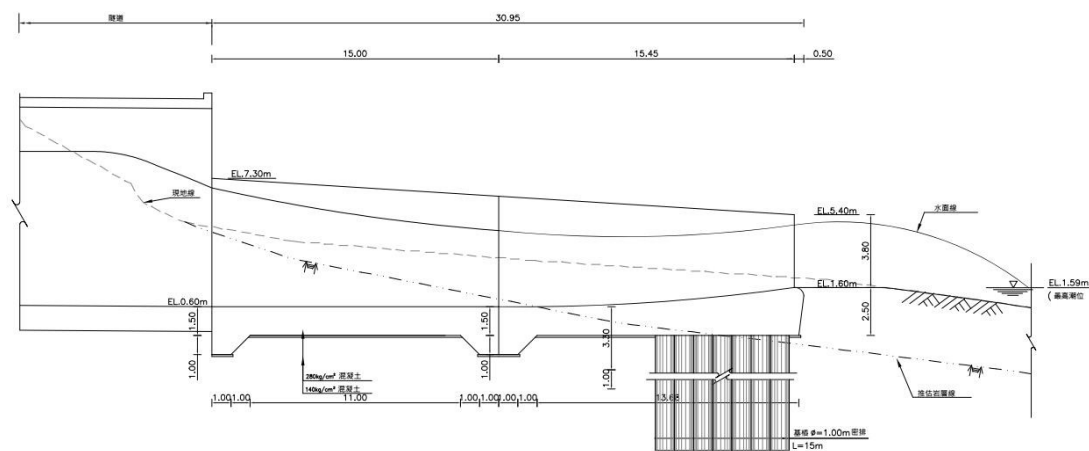 隧道
30.95
15.00
15.45
0.50
EL.7.30m
現地線
EL.5.40m
水面線
3.80
EL.1.60m
EL.1.59m
(最高潮位
EL.0.60m
1.50
1.50
3.30
2.50
1.00
1.00
1.00
280kg/cm² 混凝土
140kg/cm² 混凝土
推估岩層線
1.00
1.00
11.00
1.00
1.00
1.00
1.00
13.68
基樁 Ø=1.00m密排
L=15m